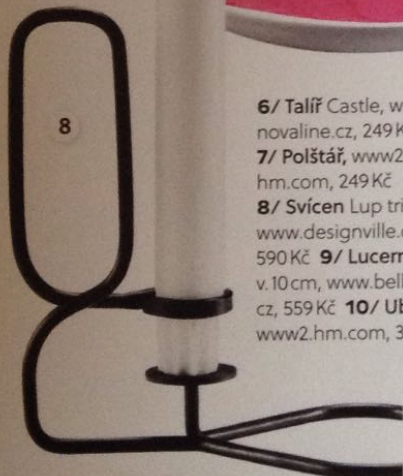 8
6/ Talíř Castle, w
novaline.cz, 249 K
7/ Polštář, www2
hm.com, 249 Kč
8/ Svícen Lup tri
www.designville.
590 Kč 9/ Lucern
v. 10 cm, www.bel
cz, 559 Kč 10/ Ub
www2.hm.com, 3